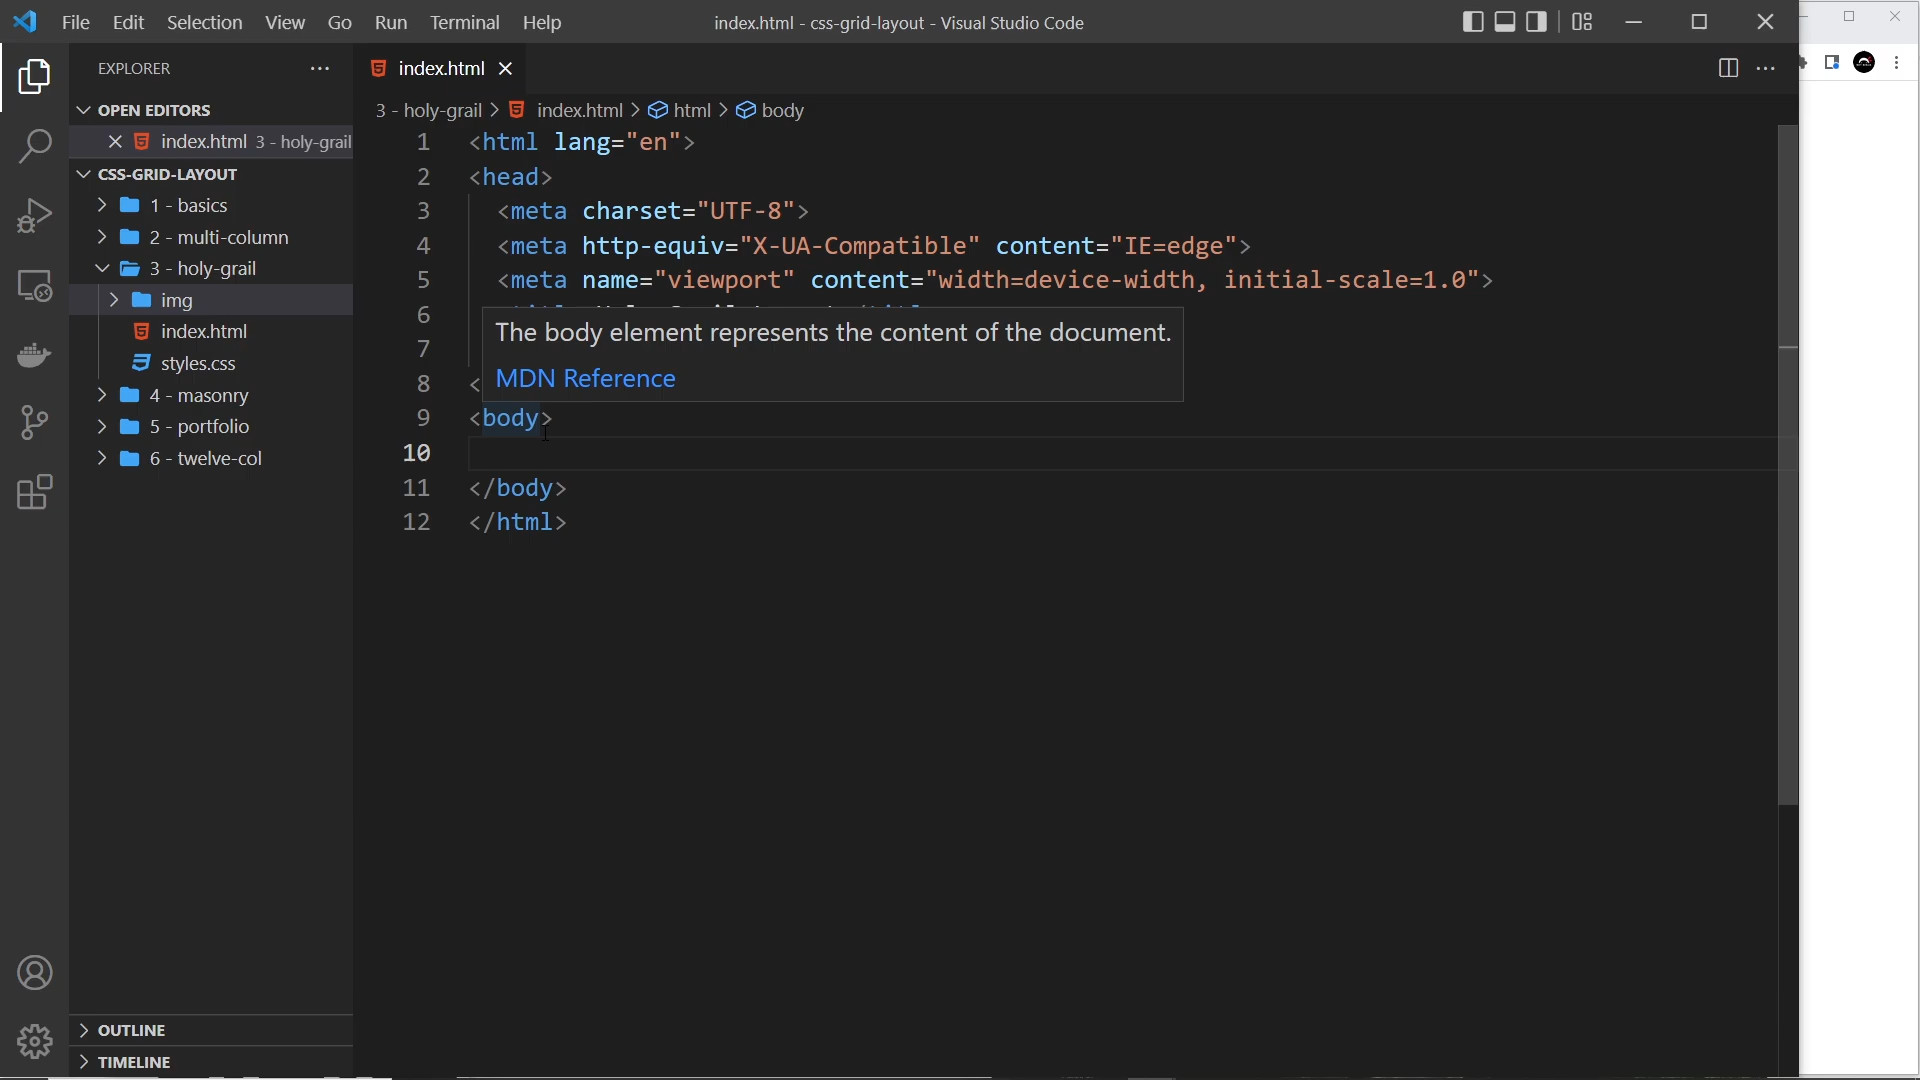 File Edit Selection View Go Run Terminal Help
index.html - css-grid-layout - Visual Studio Code
EXPLORER
OPEN EDITORS
index.html 3 - holy-grail
CSS-GRID-LAYOUT
1 - basics
2 - multi-column
3 - holy-grail
img
index.html
styles.css
4 - masonry
5 - portfolio
6 - twelve-col
OUTLINE
TIMELINE
index.html
3 - holy-grail > index.html > html > body
1 <html lang="en">
2 <head>
3 <meta charset="UTF-8">
4 <meta http-equiv="X-UA-Compatible" content="IE=edge">
5 <meta name="viewport" content="width=device-width, initial-scale=1.0">
6
The body element represents the content of the document.
7
MDN Reference
8 <
9 <body>
10
11 </body>
12 </html>